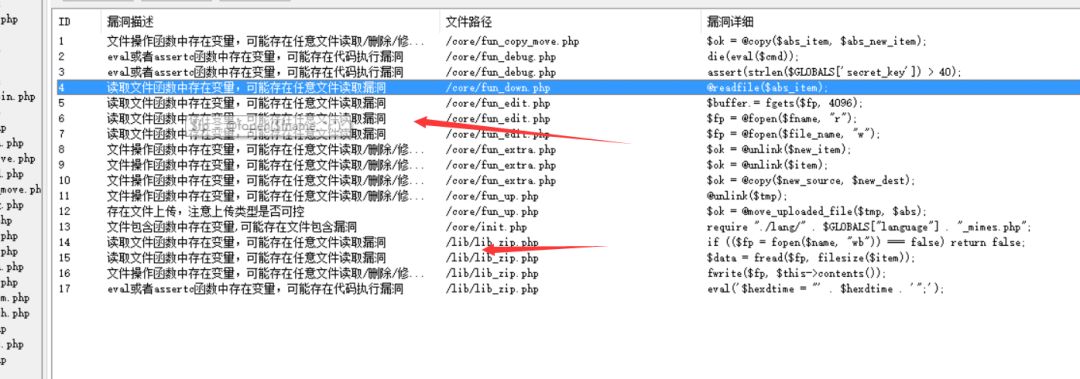 ID 漏洞描述 文件路径 漏洞详细
.php
1 文件操作函数中存在变量，可能存在任意文件读取/删除/修... /core/fun_copy_move.php $ok = @copy($abs_item, $abs_new_item);
2 eval或者assertc函数中存在变量，可能存在代码执行漏洞 /core/fun_debug.php die(eval($cmd));
3 eval或者assertc函数中存在变量，可能存在代码执行漏洞 /core/fun_debug.php assert(strlen($GLOBALS['secret_key']) > 40);
4 读取文件函数中存在变量，可能存在任意文件读取漏洞 /core/fun_down.php @readfile($abs_item);
in.php
5 读取文件函数中存在变量，可能存在任意文件读取漏洞 /core/fun_edit.php $buffer.= fgets($fp, 4096);
6 读取文件函数中存在变量，可能存在任意文件读取漏洞 /core/fun_edit.php $fp = @fopen($fname, "r");
7 读取文件函数中存在变量，可能存在任意文件读取漏洞 /core/fun_edit.php $fp = @fopen($file_name, "w");
.php
8 文件操作函数中存在变量，可能存在任意文件读取/删除/修... /core/fun_extra.php $ok = @unlink($new_item);
ve.php
9 文件操作函数中存在变量，可能存在任意文件读取/删除/修... /core/fun_extra.php $ok = @unlink($item);
.php
10 文件操作函数中存在变量，可能存在任意文件读取/删除/修... /core/fun_extra.php $ok = @copy($new_source, $new_dest);
move.ph
11 文件操作函数中存在变量，可能存在任意文件读取/删除/修... /core/fun_up.php @unlink($tmp);
php
12 存在文件上传，注意上传类型是否可控 /core/fun_up.php $ok = @move_uploaded_file($tmp, $abs);
php
13 文件包含函数中存在变量,可能存在文件包含漏洞 /core/init.php require "./lang/" . $GLOBALS["language"] . "_mimes.php";
.php
14 读取文件函数中存在变量，可能存在任意文件读取漏洞 /lib/lib_zip.php if (($fp = fopen($name, "wb")) === false) return false;
php
15 读取文件函数中存在变量，可能存在任意文件读取漏洞 /lib/lib_zip.php $data = fread($fp, filesize($item));
.php
16 文件操作函数中存在变量，可能存在任意文件读取/删除/修... /lib/lib_zip.php fwrite($fp, $this->contents());
php
17 eval或者assertc函数中存在变量，可能存在代码执行漏洞 /lib/lib_zip.php eval('$hexdtime = "' . $hexdtime . '";');
m.php
h.php
hp
.php
hp